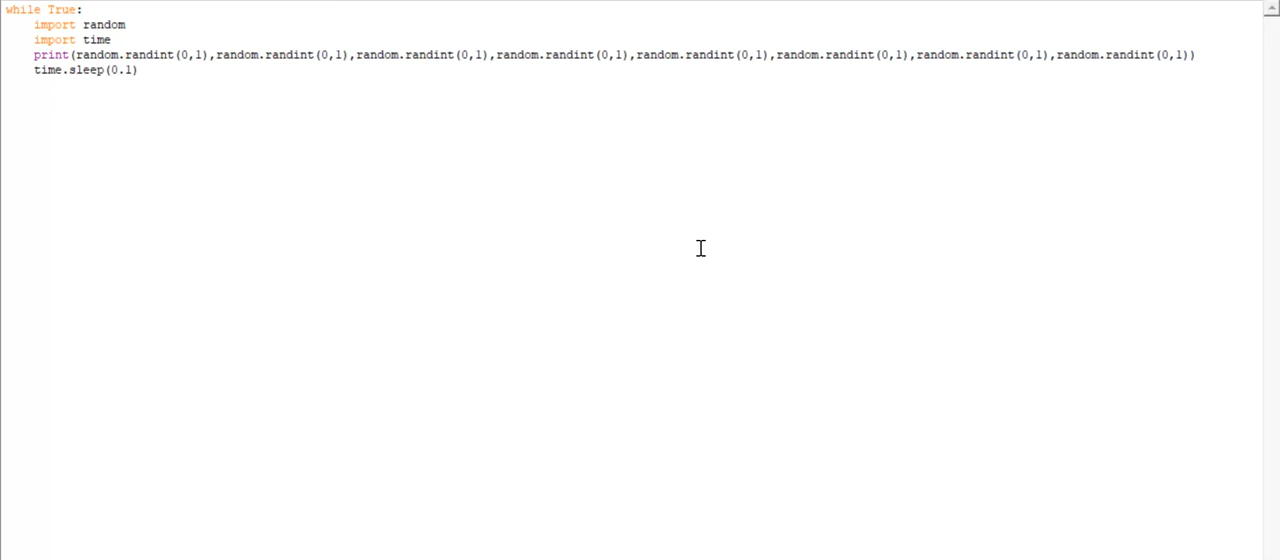 while True:
    import random
    import time
    print(random.randint(0,1),random.randint(0,1),random.randint(0,1),random.randint(0,1),random.randint(0,1),random.randint(0,1),random.randint(0,1),random.randint(0,1))
    time.sleep(0.1)